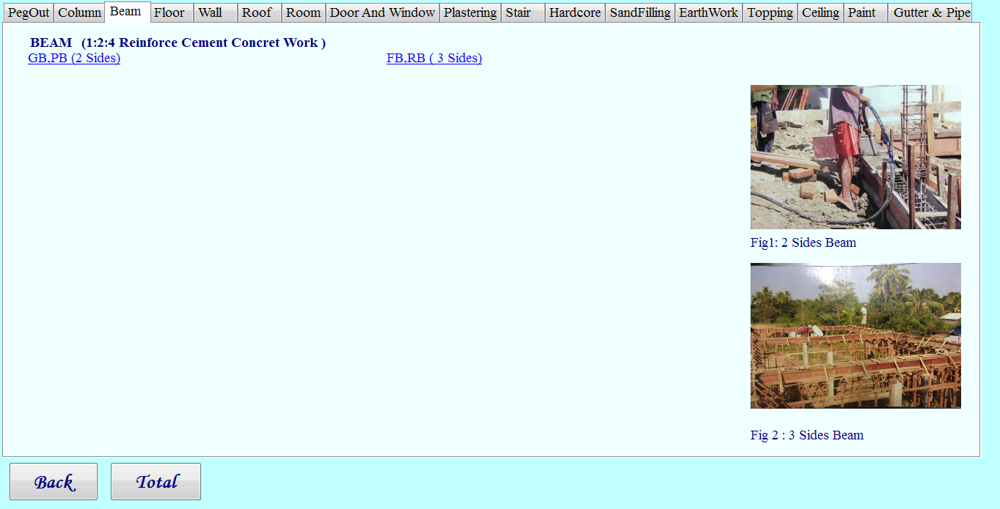 PegOut Column Beam Floor Wall Roof Room Door And Window Plastering Stair Hardcore SandFilling EarthWork Topping Ceiling Paint Gutter & Pipe
BEAM (1:2:4 Reinforce Cement Concret Work )
GB,PB (2 Sides) FB,RB ( 3 Sides)
Fig1: 2 Sides Beam
Fig 2 : 3 Sides Beam
Back Total